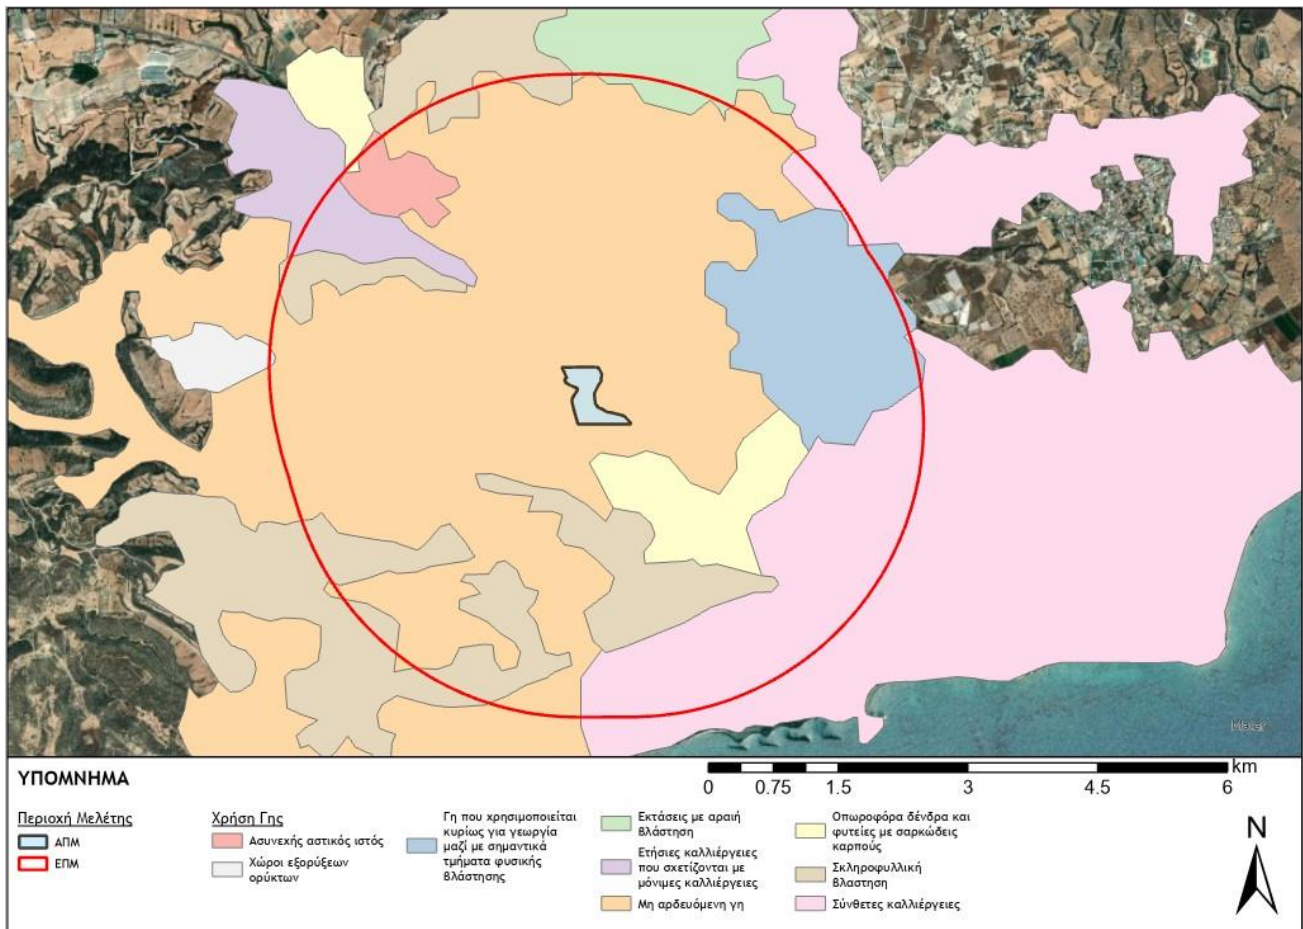 ΥΠΟΜΝΗΜΑ
Περιοχή Μελέτης
ΑΠΜ
ΕΠΜ
Χρήση Γης
Ασυνεχής αστικός ιστός
Χώροι εξορύξεων
ορύκτων
Γη που χρησιμοποιείται
κυρίως για γεωργία
μαζί με σημαντικά
τμήματα φυσικής
βλάστησης
Εκτάσεις με αραιή
βλάστηση
Ετήσιες καλλιέργειες
που σχετίζονται με
μόνιμες καλλιέργειες
Μη αρδευόμενη γη
Οπωροφόρα δένδρα και
φυτείες με σαρκώδεις
καρπούς
Σκληροφυλλική
βλαστηση
Σύνθετες καλλιέργειες
km
0 0.75 1.5 3 4.5 6
N